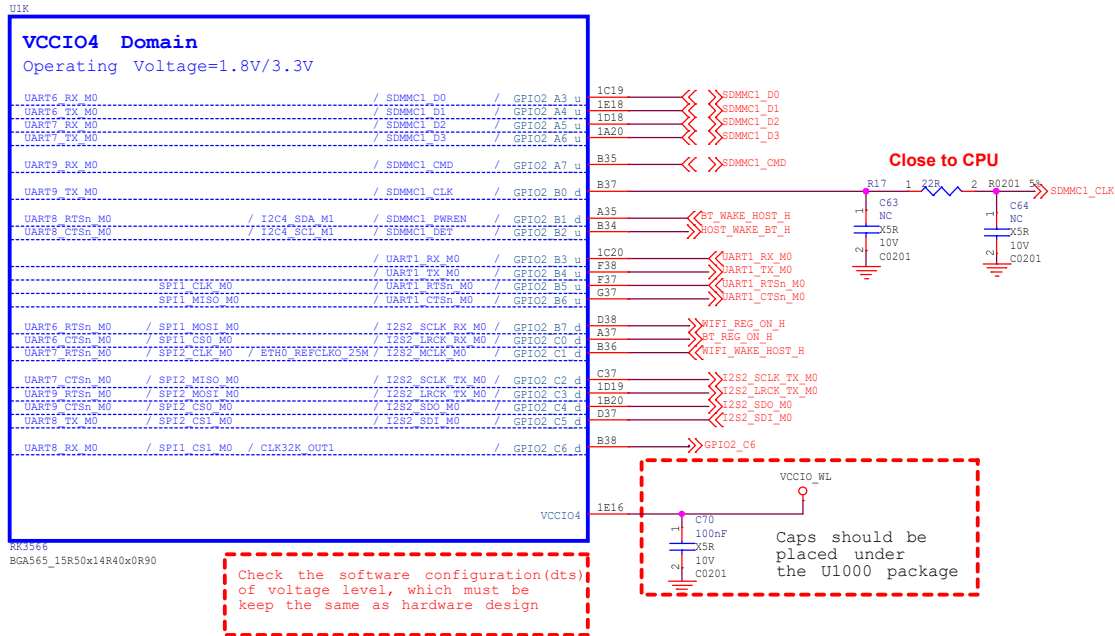 U1K
VCCIO4 Domain
Operating Voltage=1.8V/3.3V
UART6_RX_M0 / SDMMC1_D0 / GPIO2_A3_u 1C19 SDMMC1_D0
UART6_TX_M0 / SDMMC1_D1 / GPIO2_A4_u 1E18 SDMMC1_D1
UART7_RX_M0 / SDMMC1_D2 / GPIO2_A5_u 1D18 SDMMC1_D2
UART7_TX_M0 / SDMMC1_D3 / GPIO2_A6_u 1A20 SDMMC1_D3
UART9_RX_M0 / SDMMC1_CMD / GPIO2_A7_u B35 SDMMC1_CMD
Close to CPU
UART9_TX_M0 / SDMMC1_CLK / GPIO2_B0_d B37 R17 1 22R 2 R0201 5% SDMMC1_CLK
C63 C64
1 NC 1 NC
X5R X5R
2 10V 2 10V
C0201 C0201
UART8_RTSn_M0 / I2C4_SDA_M1 / SDMMC1_PWREN / GPIO2_B1_d A35 BT_WAKE_HOST_H
UART8_CTSn_M0 / I2C4_SCL_M1 / SDMMC1_DET / GPIO2_B2_u B34 HOST_WAKE_BT_H
/ UART1_RX_M0 / GPIO2_B3_u 1C20 UART1_RX_M0
/ UART1_TX_M0 / GPIO2_B4_u F38 UART1_TX_M0
SPI1_CLK_M0 / UART1_RTSn_M0 / GPIO2_B5_u F37 UART1_RTSn_M0
SPI1_MISO_M0 / UART1_CTSn_M0 / GPIO2_B6_u G37 UART1_CTSn_M0
UART6_RTSn_M0 / SPI1_MOSI_M0 / I2S2_SCLK_RX_M0 / GPIO2_B7_d D38 WIFI_REG_ON_H
UART6_CTSn_M0 / SPI1_CS0_M0 / I2S2_LRCK_RX_M0 / GPIO2_C0_d A37 BT_REG_ON_H
UART7_RTSn_M0 / SPI2_CLK_M0 / ETH0_REFCLKO_25M / I2S2_MCLK_M0 / GPIO2_C1_d B36 WIFI_WAKE_HOST_H
UART7_CTSn_M0 / SPI2_MISO_M0 / I2S2_SCLK_TX_M0 / GPIO2_C2_d C37 I2S2_SCLK_TX_M0
UART9_RTSn_M0 / SPI2_MOSI_M0 / I2S2_LRCK_TX_M0 / GPIO2_C3_d 1D19 I2S2_LRCK_TX_M0
UART9_CTSn_M0 / SPI2_CS0_M0 / I2S2_SDO_M0 / GPIO2_C4_d 1B20 I2S2_SDO_M0
UART8_TX_M0 / SPI2_CS1_M0 / I2S2_SDI_M0 / GPIO2_C5_d D37 I2S2_SDI_M0
UART8_RX_M0 / SPI1_CS1_M0 / CLK32K_OUT1 / GPIO2_C6_d B38 GPIO2_C6
VCCIO_WL
VCCIO4 1E16
C70
1 100nF
X5R
2 10V
C0201
Caps should be
placed under
the U1000 package
RK3566
BGA565_15R50x14R40x0R90
Check the software configuration(dts)
of voltage level, which must be
keep the same as hardware design